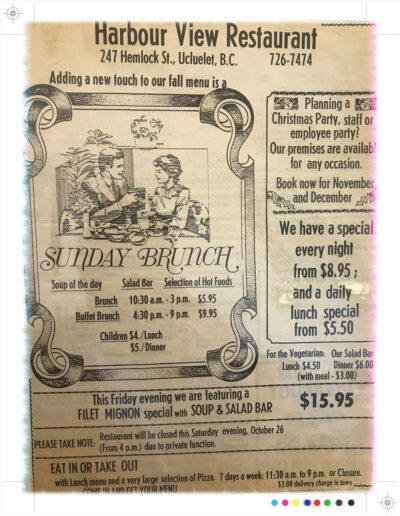 Harbour View Restaurant
247 Hemlock St., Ucluelet, B.C. 726-7474
Adding a new touch to our fall menu is a
SUNDAY BRUNCH
Soup of the day Salad Bar Selection of Hot Foods
Brunch 10:30 a.m. - 3 p.m. $5.95
Buffet Brunch 4:30 p.m. - 9 p.m. $9.95
Children $4./Lunch
$5./Dinner
Planning a
Christmas Party, staff or
employee party?
Our premises are availab
for any occasion.
Book now for November
and December
We have a special
every night
from $8.95 ;
and a daily
lunch special
from $5.50
For the Vegetarian: Our Salad Bar
Lunch $4.50 Dinner $6.00
(with meal - $3.00)
This Friday evening we are featuring a
FILET MIGNON special with SOUP & SALAD BAR $15.95
PLEASE TAKE NOTE: Restaurant will be closed this Saturday evening, October 26
(From 4 p.m.) due to private function.
EAT IN OR TAKE OUT
with Lunch menu and a very large selection of Pizza. 7 days a week: 11:30 a.m. to 9 p.m. or Closure.
COME IN AND GET YOUR MENU $3.00 delivery charge in town.